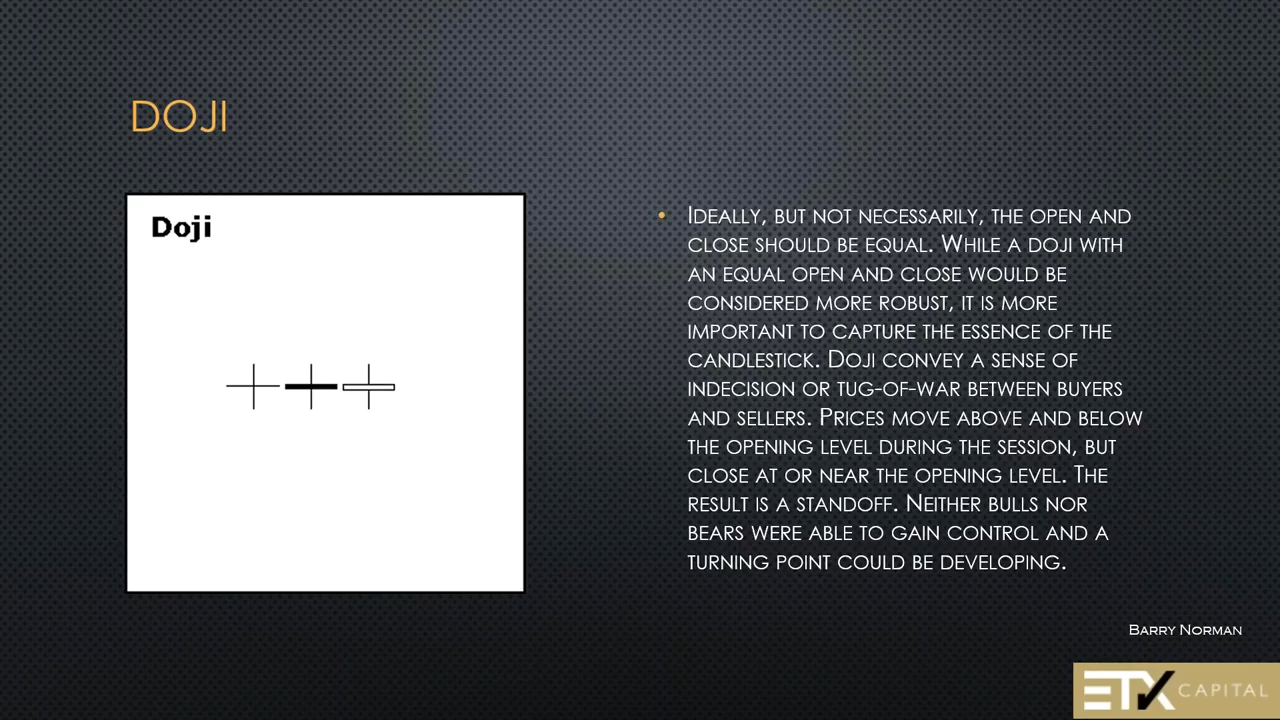 DOJI
Doji
• IDEALLY, BUT NOT NECESSARILY, THE OPEN AND
CLOSE SHOULD BE EQUAL. WHILE A DOJI WITH
AN EQUAL OPEN AND CLOSE WOULD BE
CONSIDERED MORE ROBUST, IT IS MORE
IMPORTANT TO CAPTURE THE ESSENCE OF THE
CANDLESTICK. DOJI CONVEY A SENSE OF
INDECISION OR TUG-OF-WAR BETWEEN BUYERS
AND SELLERS. PRICES MOVE ABOVE AND BELOW
THE OPENING LEVEL DURING THE SESSION, BUT
CLOSE AT OR NEAR THE OPENING LEVEL. THE
RESULT IS A STANDOFF. NEITHER BULLS NOR
BEARS WERE ABLE TO GAIN CONTROL AND A
TURNING POINT COULD BE DEVELOPING.
BARRY NORMAN
ETX CAPITAL